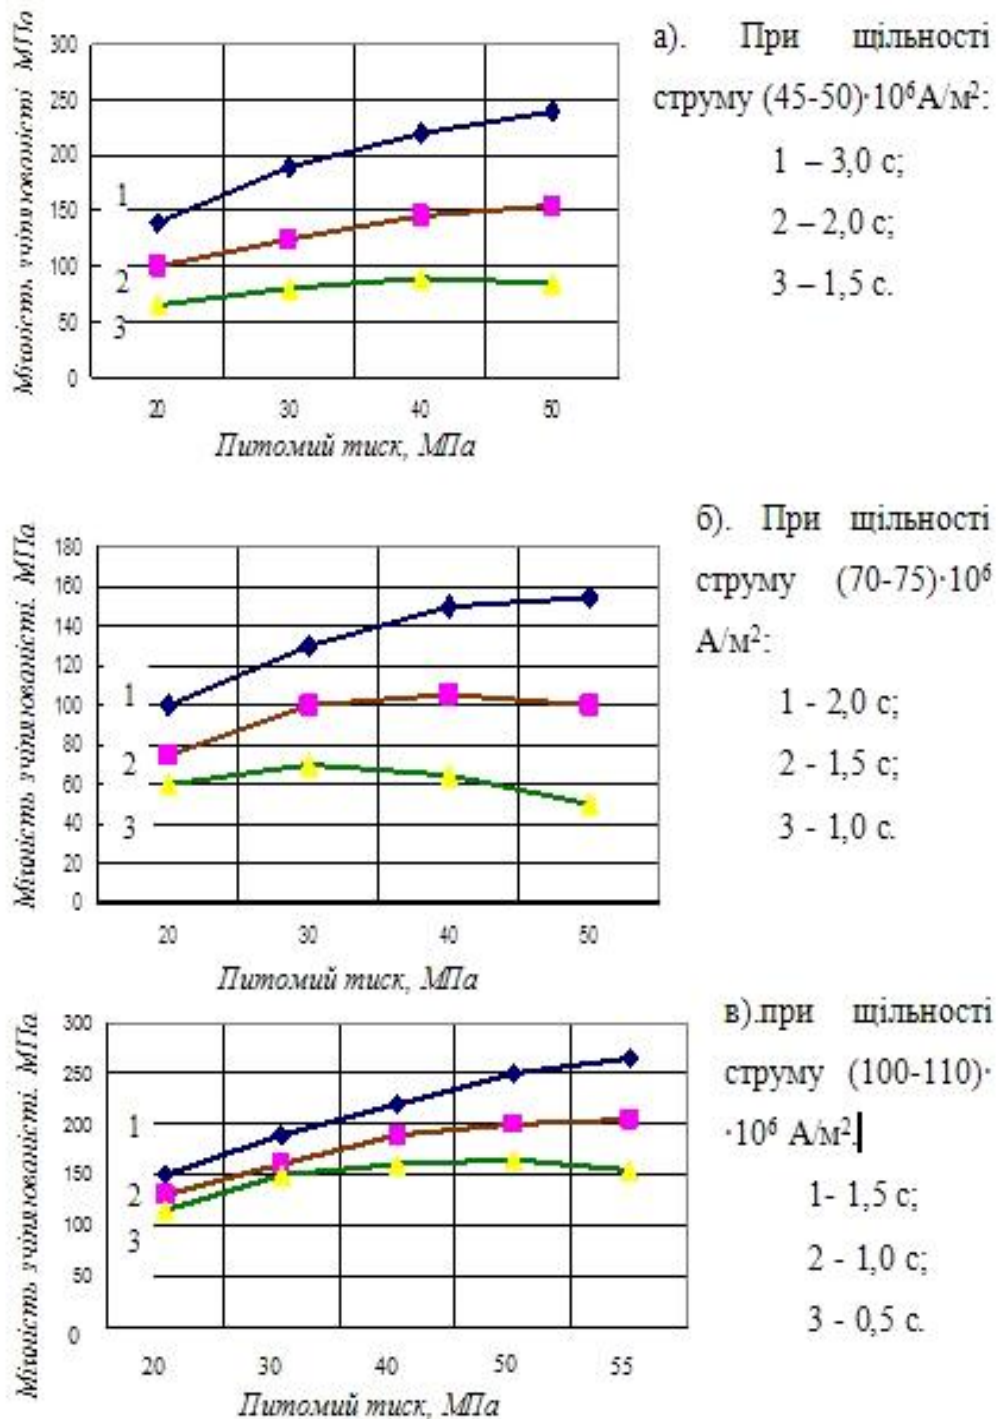 Міцність зчіплюваності МПа
300
250
200
150
100
50
0
1
2
3
20 30 40 50
Питомий тиск, МПа
а). При щільності
струму (45-50)·10⁶А/м²:
1 – 3,0 с;
2 – 2,0 с;
3 – 1,5 с.
Міцність зчіплюваності. МПа
180
160
140
120
100
80
60
40
20
0
1
2
3
20 30 40 50
Питомий тиск, МПа
б). При щільності
струму (70-75)·10⁶
А/м²:
1 - 2,0 с;
2 - 1,5 с;
3 - 1,0 с.
Міцність зчіплюваності. МПа
300
250
200
150
100
50
0
1
2
3
20 30 40 50 55
Питомий тиск, МПа
в).при щільності
струму (100-110)·
·10⁶ А/м².
1- 1,5 с;
2 - 1,0 с;
3 - 0,5 с.